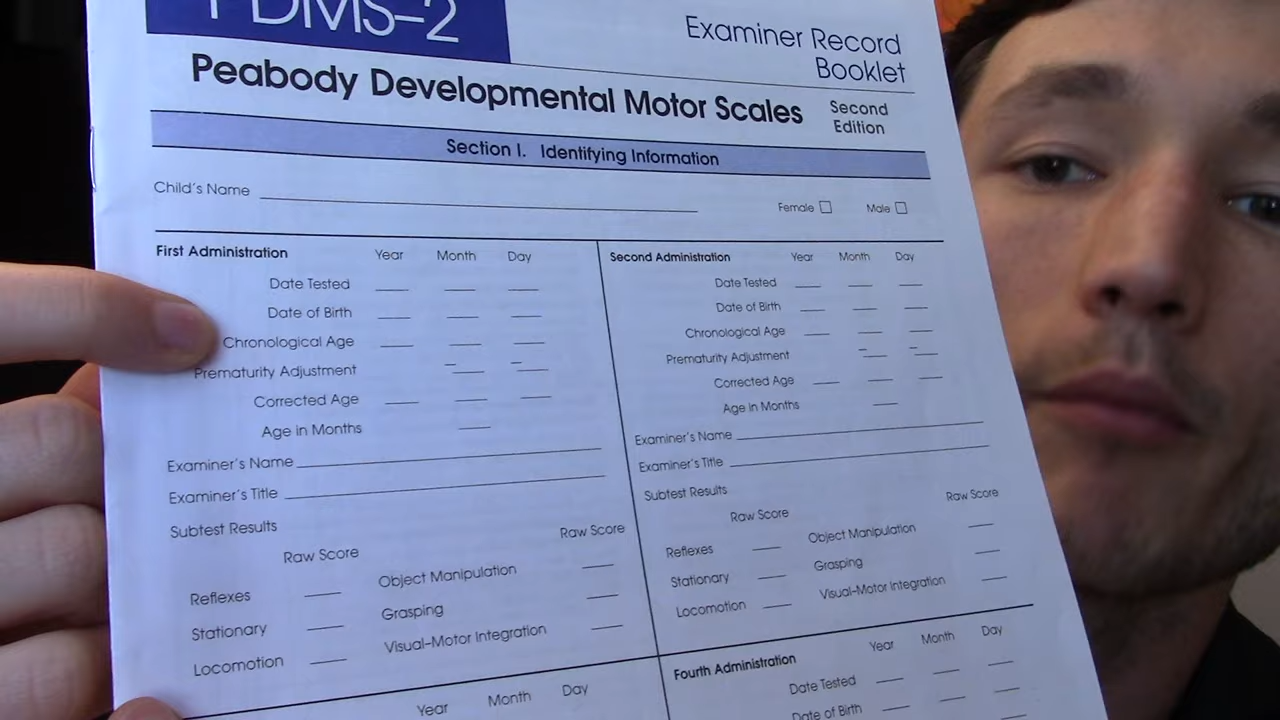 PDMS–2
Examiner Record
Booklet
Peabody Developmental Motor Scales
Second
Edition
Section I. Identifying Information
Child's Name
Female
Male
First Administration Year Month Day
Date Tested
Date of Birth
Chronological Age
Prematurity Adjustment
Corrected Age
Age in Months
Examiner's Name
Examiner's Title
Subtest Results
Raw Score
Raw Score
Reflexes
Object Manipulation
Stationary
Grasping
Locomotion
Visual–Motor Integration
Second Administration Year Month Day
Date Tested
Date of Birth
Chronological Age
Prematurity Adjustment
Corrected Age
Age in Months
Examiner's Name
Examiner's Title
Subtest Results
Raw Score
Raw Score
Reflexes
Object Manipulation
Stationary
Grasping
Locomotion
Visual–Motor Integration
Year Month Day
Fourth Administration Year Month Day
Date Tested
Date of Birth